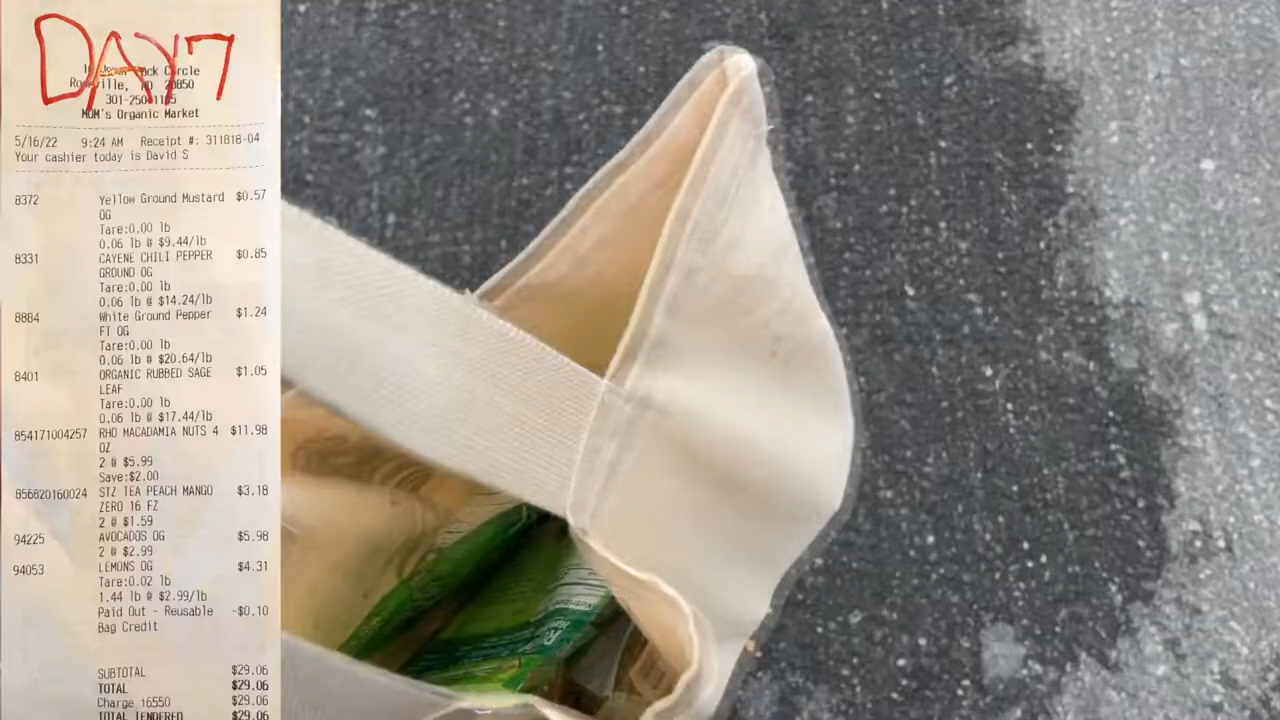 DAY 7
ck Circle
ville, MD 20850
301-250-1
MOM's Organic Market
5/16/22 9:24 AM Receipt #: 311818-04
Your cashier today is David S
8372 Yellow Ground Mustard $0.57
OG
Tare:0.00 lb
0.06 lb @ $9.44/lb
8331 CAYENE CHILI PEPPER $0.85
GROUND OG
Tare:0.00 lb
0.06 lb @ $14.24/lb
8884 White Ground Pepper $1.24
FT OG
Tare:0.00 lb
0.06 lb @ $20.64/lb
8401 ORGANIC RUBBED SAGE $1.05
LEAF
Tare:0.00 lb
0.06 lb @ $17.44/lb
854171004257 RHO MACADAMIA NUTS 4 $11.98
OZ
2 @ $5.99
Save:$2.00
856820160024 STZ TEA PEACH MANGO $3.18
ZERO 16 FZ
2 @ $1.59
94225 AVOCADOS OG $5.98
2 @ $2.99
94053 LEMONS OG $4.31
Tare:0.02 lb
1.44 lb @ $2.99/lb
Paid Out - Reusable -$0.10
Bag Credit
SUBTOTAL $29.06
TOTAL $29.06
Charge i6550 $29.06
TOTAL TENDERED $29.06